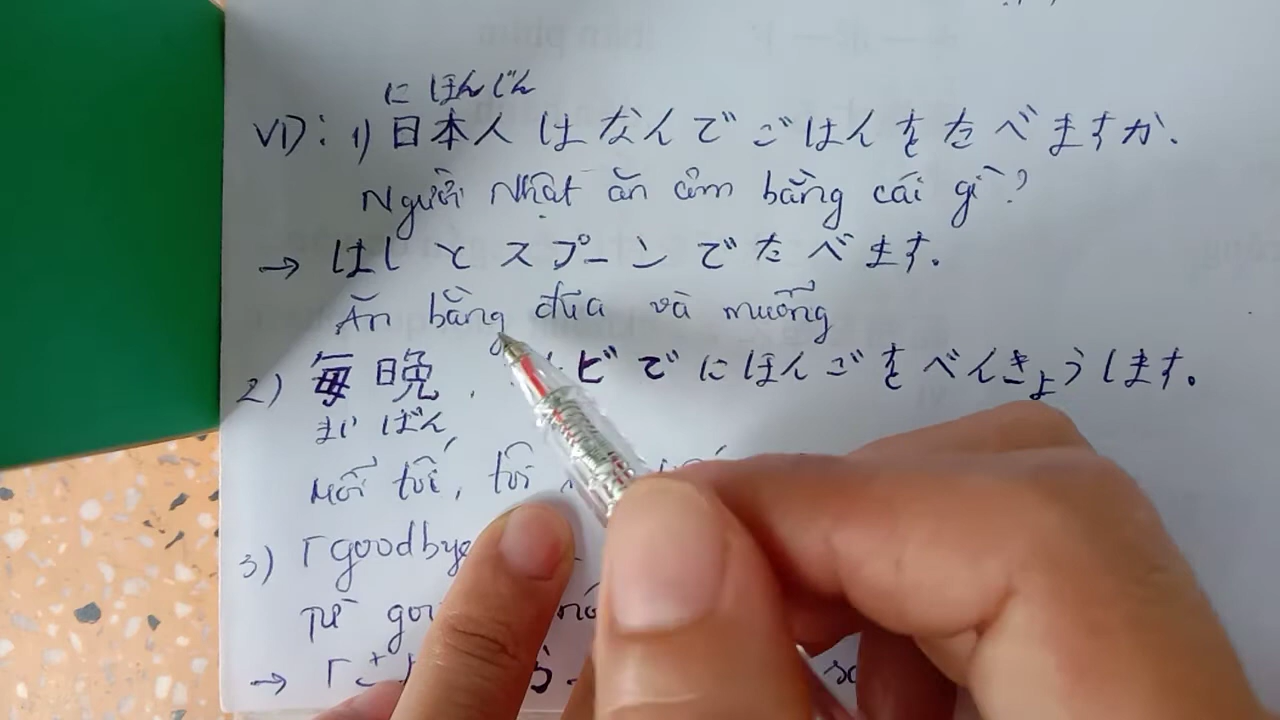 にほんじん
VI): 1) 日本人はなんでごはんをたべますか.
Người Nhật ăn cơm bằng cái gì?
→ はしとスプーンでたべます.
Ăn bằng đũa và muỗng
2) 毎晩, ビでにほんごをべんきょうします.
まいばん
Mỗi tối, tôi
3) 「goodbye
Từ
→ 「さ